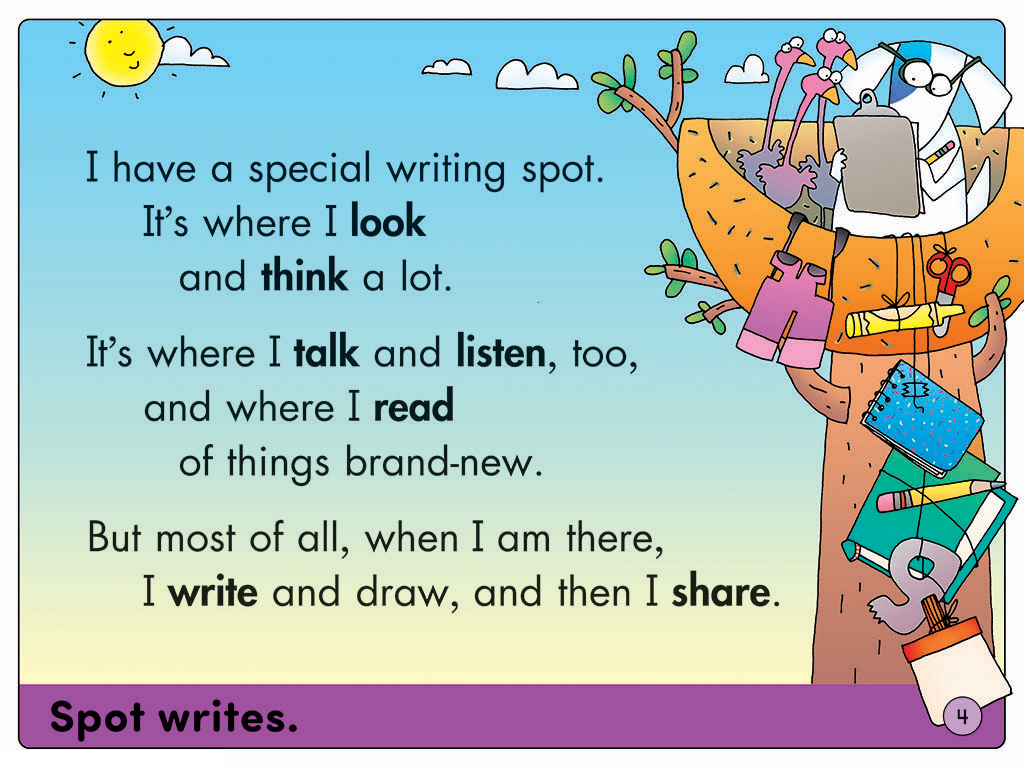 I have a special writing spot.
It's where I look
and think a lot.
It's where I talk and listen, too,
and where I read
of things brand-new.
But most of all, when I am there,
I write and draw, and then I share.
Spot writes.
4